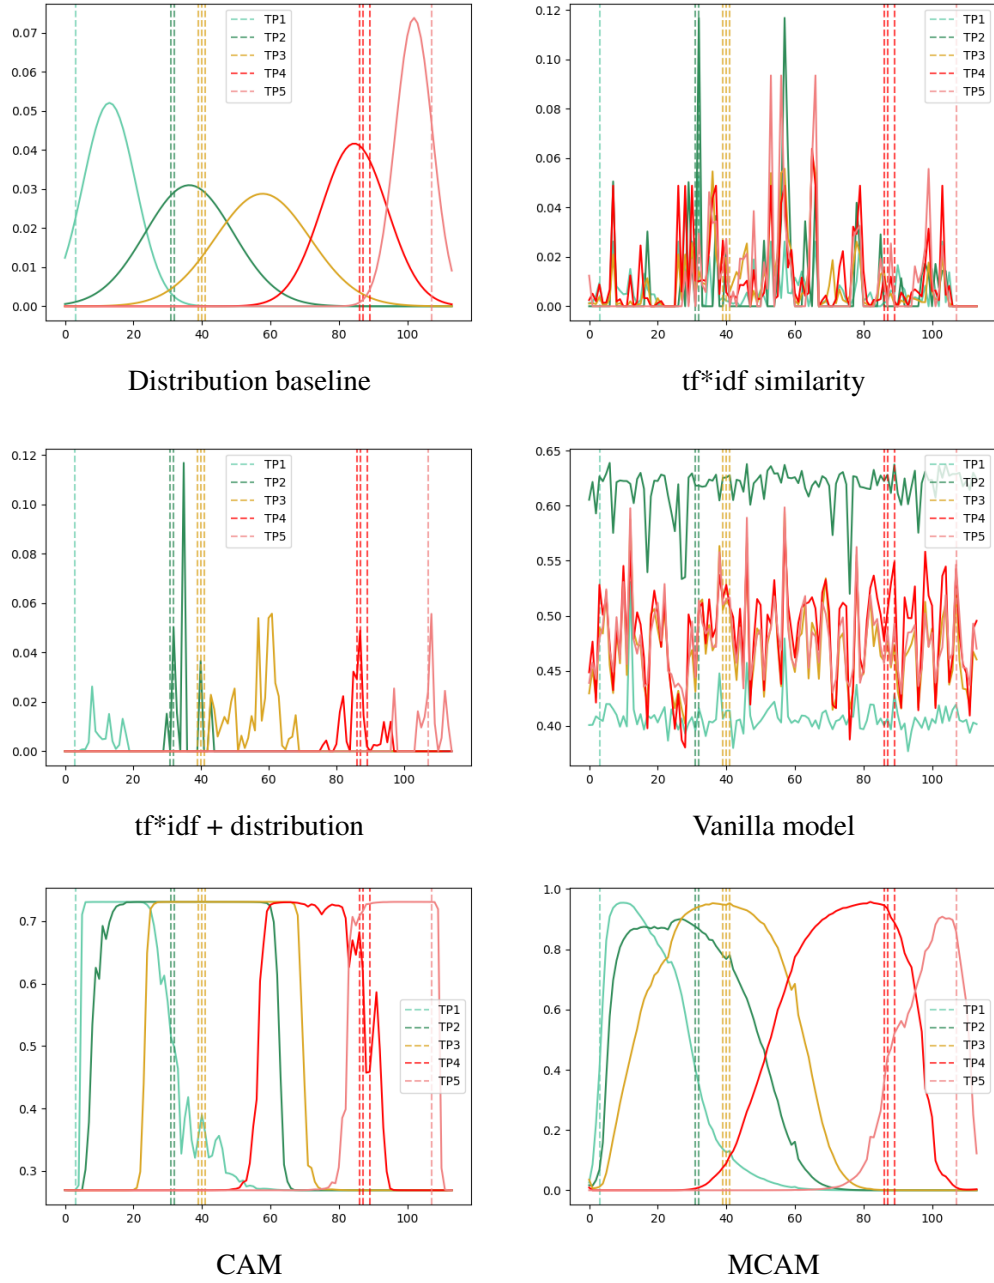 0.07
0.06
0.05
0.04
0.03
0.02
0.01
0.00
0 20 40 60 80 100
TP1
TP2
TP3
TP4
TP5
Distribution baseline
0.12
0.10
0.08
0.06
0.04
0.02
0.00
0 20 40 60 80 100
TP1
TP2
TP3
TP4
TP5
tf*idf similarity
0.12
0.10
0.08
0.06
0.04
0.02
0.00
0 20 40 60 80 100
TP1
TP2
TP3
TP4
TP5
tf*idf + distribution
0.65
0.60
0.55
0.50
0.45
0.40
0 20 40 60 80 100
TP1
TP2
TP3
TP4
TP5
Vanilla model
0.7
0.6
0.5
0.4
0.3
0 20 40 60 80 100
TP1
TP2
TP3
TP4
TP5
CAM
1.0
0.8
0.6
0.4
0.2
0.0
0 20 40 60 80 100
TP1
TP2
TP3
TP4
TP5
MCAM